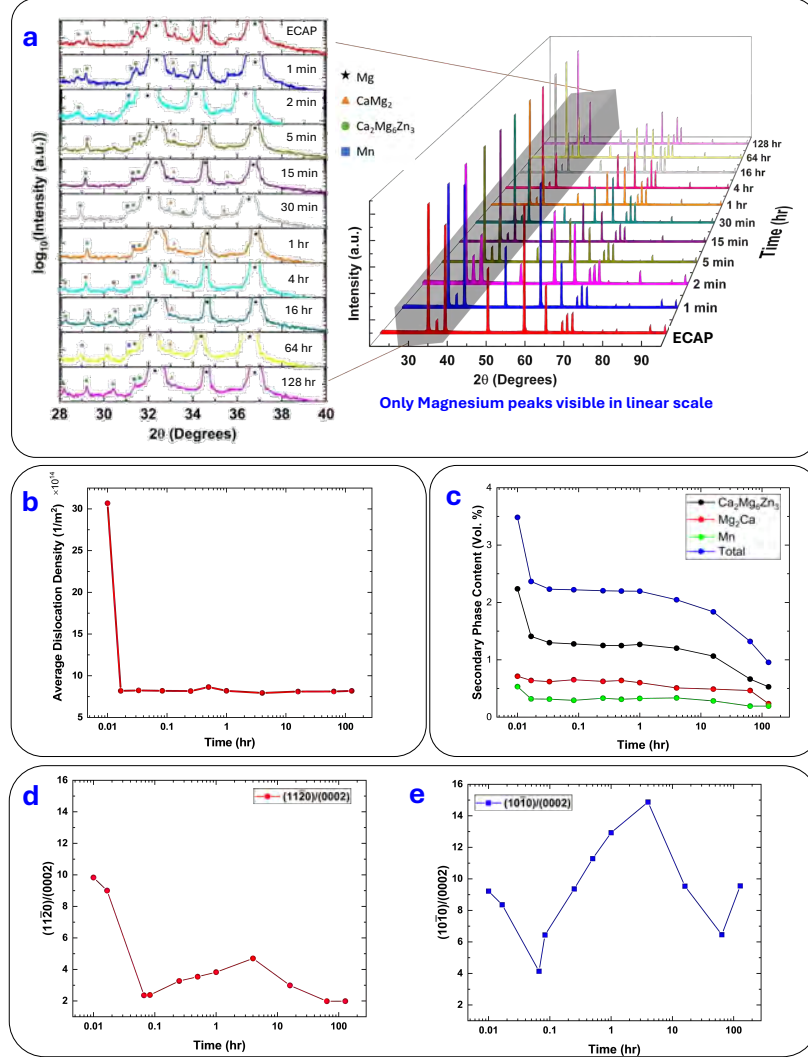 a
log₁₀((Intensity (a.u.)
ECAP
1 min
2 min
5 min
15 min
30 min
1 hr
4 hr
16 hr
64 hr
128 hr
28 30 32 34 36 38 40
2θ (Degrees)
Mg
CaMg₂
Ca₂Mg₆Zn₃
Mn
Intensity (a.u.)
128 hr
64 hr
16 hr
4 hr
1 hr
30 min
15 min
5 min
2 min
1 min
ECAP
Time (hr)
30 40 50 60 70 80 90
2θ (Degrees)
Only Magnesium peaks visible in linear scale
b
×10¹⁴
Average Dislocation Density (1/m²)
30
25
20
15
10
5
0.01 0.1 1 10 100
Time (hr)
c
Secondary Phase Content (Vol. %)
4
3
2
1
0
Ca₂Mg₆Zn₃
Mg₂Ca
Mn
Total
0.01 0.1 1 10 100
Time (hr)
d
(112̄0)/(0002)
16
14
12
10
8
6
4
2
(112̄0)/(0002)
0.01 0.1 1 10 100
Time (hr)
e
(101̄0)/(0002)
16
14
12
10
8
6
4
2
(101̄0)/(0002)
0.01 0.1 1 10 100
Time (hr)